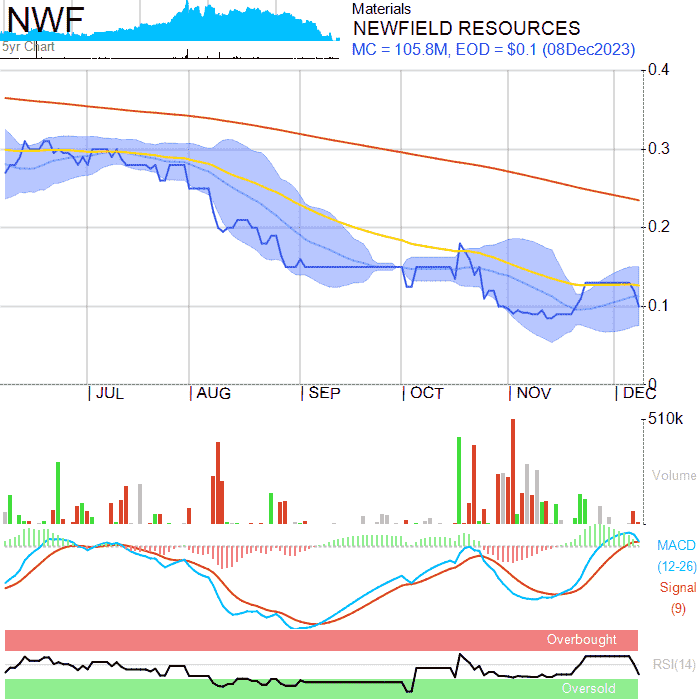 NWF
5yr Chart
Materials
NEWFIELD RESOURCES
MC = 105.8M, EOD = $0.1 (08Dec2023)
0.4
0.3
0.2
0.1
0
JUL AUG SEP OCT NOV DEC
510k
Volume
MACD
(12-26)
Signal
(9)
Overbought
RSI(14)
Oversold